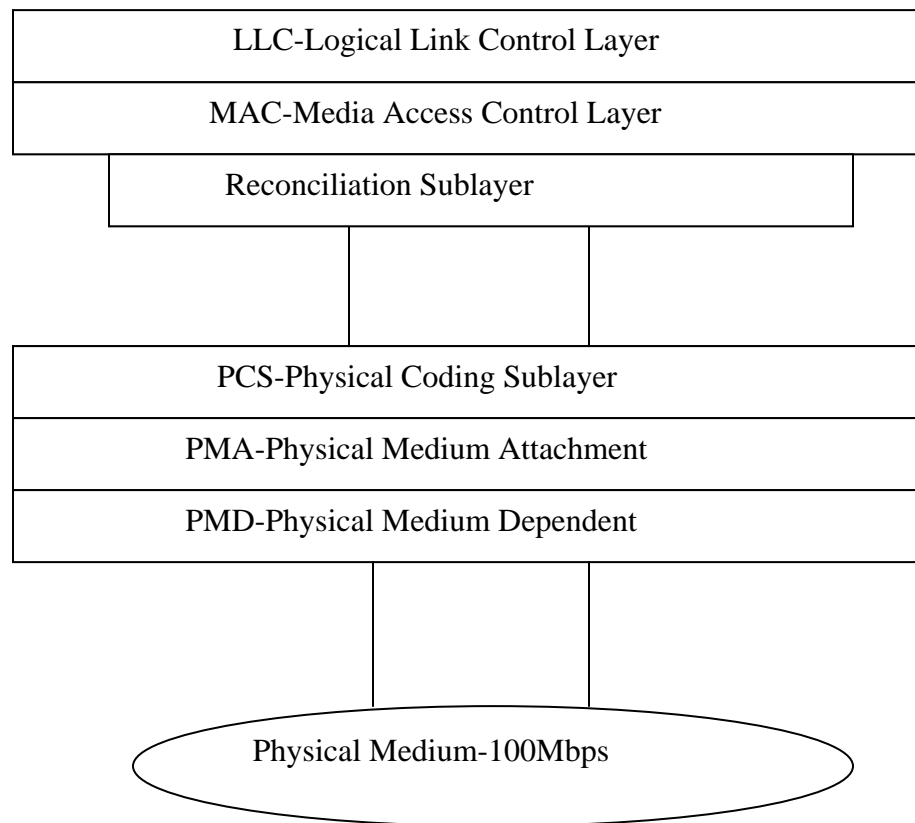 LLC-Logical Link Control Layer
MAC-Media Access Control Layer
Reconciliation Sublayer
PCS-Physical Coding Sublayer
PMA-Physical Medium Attachment
PMD-Physical Medium Dependent
Physical Medium-100Mbps